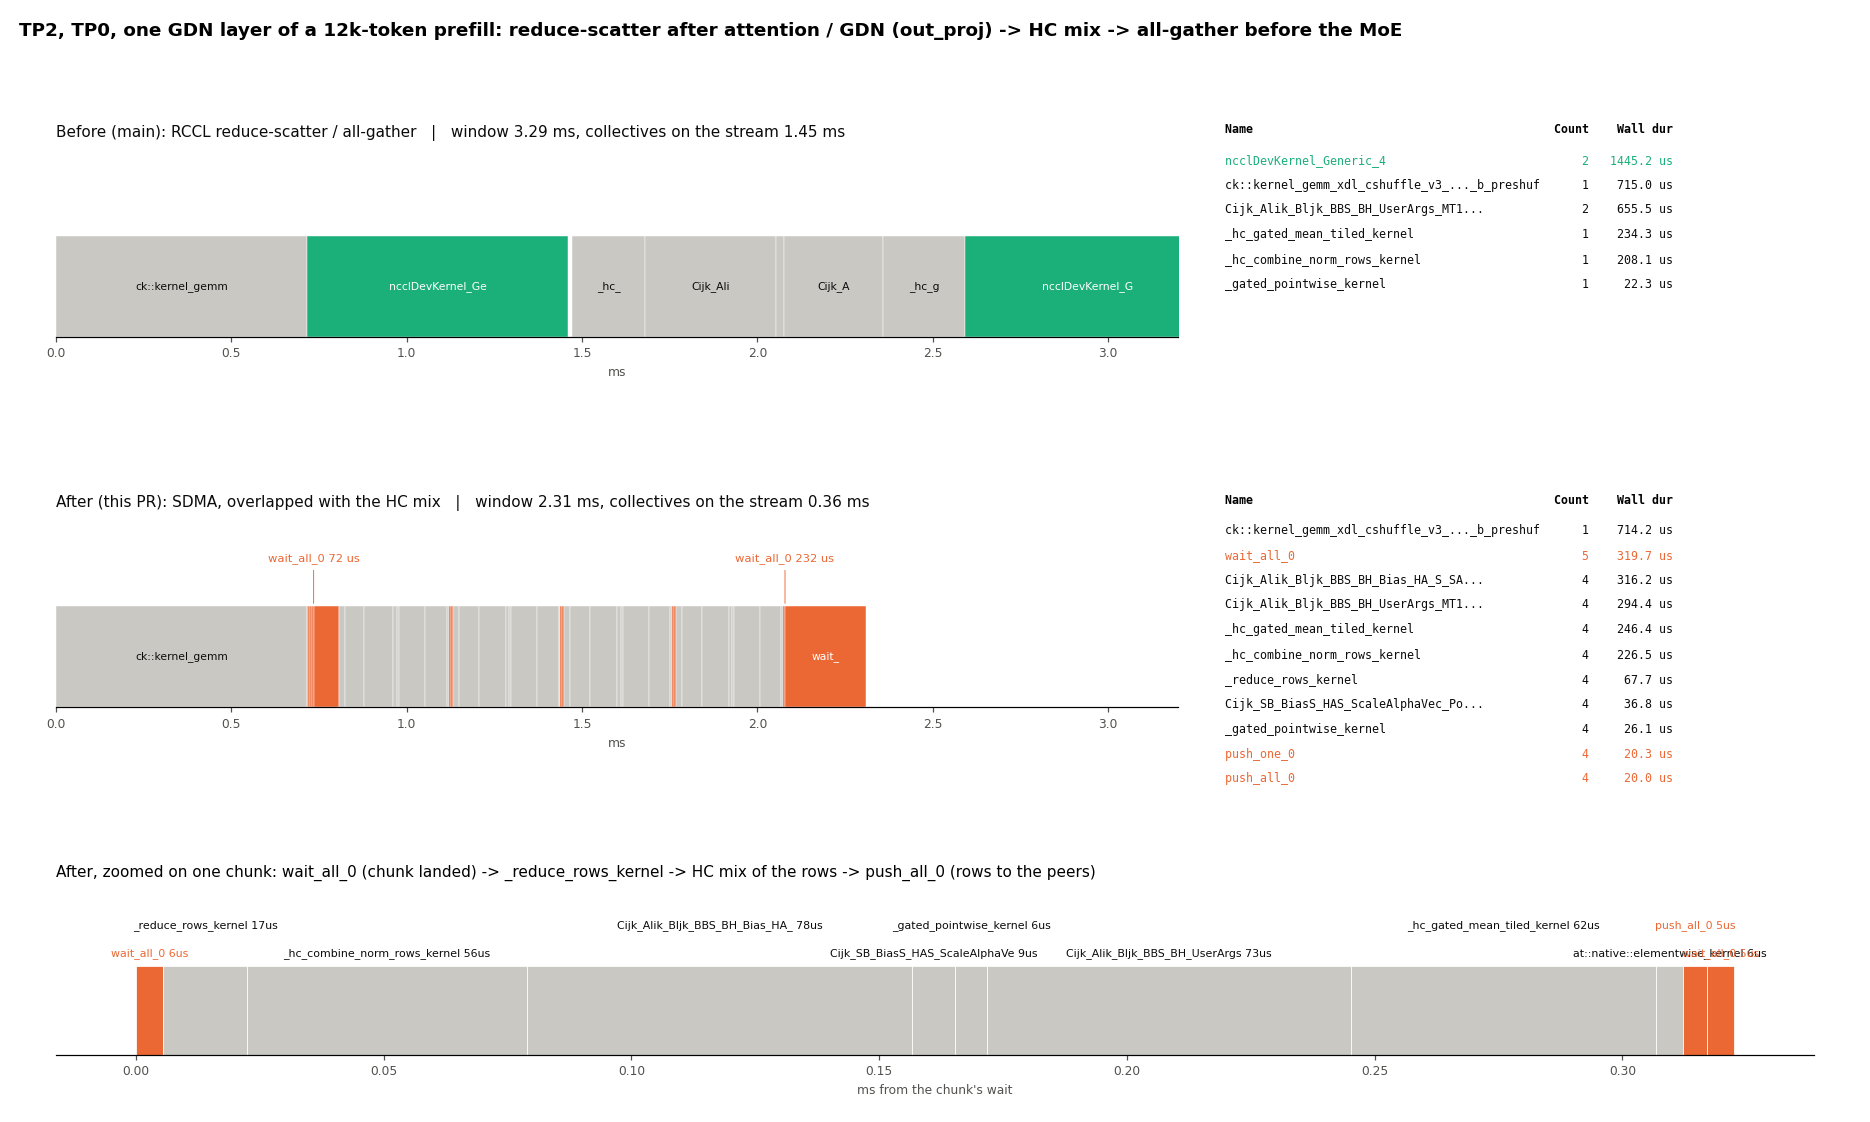 TP2, TP0, one GDN layer of a 12k-token prefill: reduce-scatter after attention / GDN (out_proj) -> HC mix -> all-gather before the MoE
Before (main): RCCL reduce-scatter / all-gather | window 3.29 ms, collectives on the stream 1.45 ms
ck::kernel_gemm ncclDevKernel_Ge _hc_ Cijk_Ali Cijk_A _hc_g ncclDevKernel_G
0.0 0.5 1.0 1.5 2.0 2.5 3.0
ms
Name Count Wall dur
ncclDevKernel_Generic_4 2 1445.2 us
ck::kernel_gemm_xdl_cshuffle_v3_..._b_preshuf 1 715.0 us
Cijk_Alik_Bljk_BBS_BH_UserArgs_MT1... 2 655.5 us
_hc_gated_mean_tiled_kernel 1 234.3 us
_hc_combine_norm_rows_kernel 1 208.1 us
_gated_pointwise_kernel 1 22.3 us
After (this PR): SDMA, overlapped with the HC mix | window 2.31 ms, collectives on the stream 0.36 ms
wait_all_0 72 us wait_all_0 232 us
ck::kernel_gemm wait_
0.0 0.5 1.0 1.5 2.0 2.5 3.0
ms
Name Count Wall dur
ck::kernel_gemm_xdl_cshuffle_v3_..._b_preshuf 1 714.2 us
wait_all_0 5 319.7 us
Cijk_Alik_Bljk_BBS_BH_Bias_HA_S_SA... 4 316.2 us
Cijk_Alik_Bljk_BBS_BH_UserArgs_MT1... 4 294.4 us
_hc_gated_mean_tiled_kernel 4 246.4 us
_hc_combine_norm_rows_kernel 4 226.5 us
_reduce_rows_kernel 4 67.7 us
Cijk_SB_BiasS_HAS_ScaleAlphaVec_Po... 4 36.8 us
_gated_pointwise_kernel 4 26.1 us
push_one_0 4 20.3 us
push_all_0 4 20.0 us
After, zoomed on one chunk: wait_all_0 (chunk landed) -> _reduce_rows_kernel -> HC mix of the rows -> push_all_0 (rows to the peers)
_reduce_rows_kernel 17us Cijk_Alik_Bljk_BBS_BH_Bias_HA_ 78us _gated_pointwise_kernel 6us _hc_gated_mean_tiled_kernel 62us push_all_0 5us
wait_all_0 6us _hc_combine_norm_rows_kernel 56us Cijk_SB_BiasS_HAS_ScaleAlphaVe 9us Cijk_Alik_Bljk_BBS_BH_UserArgs 73us at::native::elementwise_kernel
0.00 0.05 0.10 0.15 0.20 0.25 0.30
ms from the chunk's wait